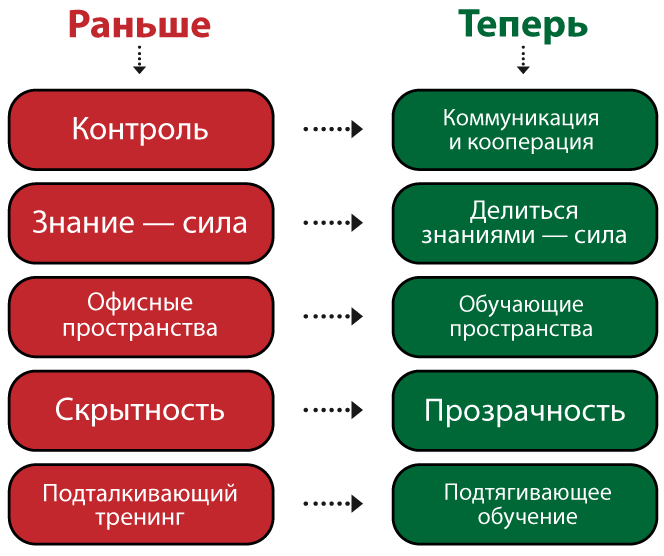 Раньше
Теперь
Контроль
Коммуникация
и кооперация
Знание — сила
Делиться
знаниями — сила
Офисные
пространства
Обучающие
пространства
Скрытность
Прозрачность
Подталкивающий
тренинг
Подтягивающее
обучение